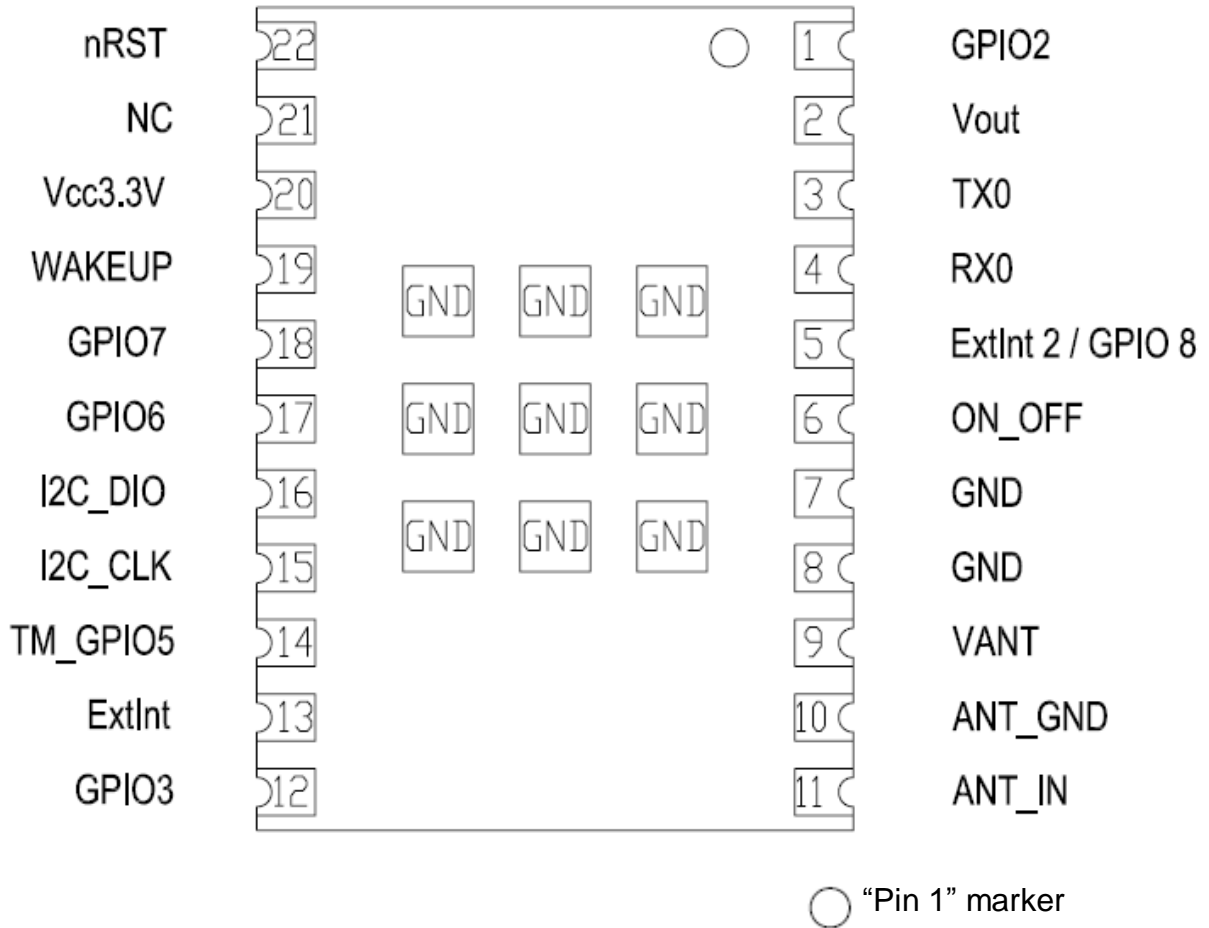 nRST 22 1 GPIO2
NC 21 2 Vout
Vcc3.3V 20 3 TX0
WAKEUP 19 4 RX0
GND GND GND
GPIO7 18 5 ExtInt 2 / GPIO 8
GPIO6 17 6 ON_OFF
GND GND GND
I2C_DIO 16 7 GND
I2C_CLK 15 8 GND
GND GND GND
TM_GPIO5 14 9 VANT
ExtInt 13 10 ANT_GND
GPIO3 12 11 ANT_IN
“Pin 1” marker